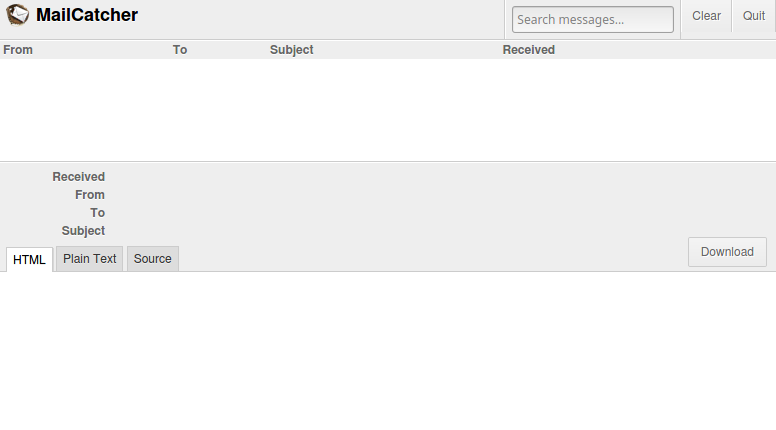 MailCatcher Search messages... Clear Quit
From To Subject Received
Received
From
To
Subject
HTML Plain Text Source Download